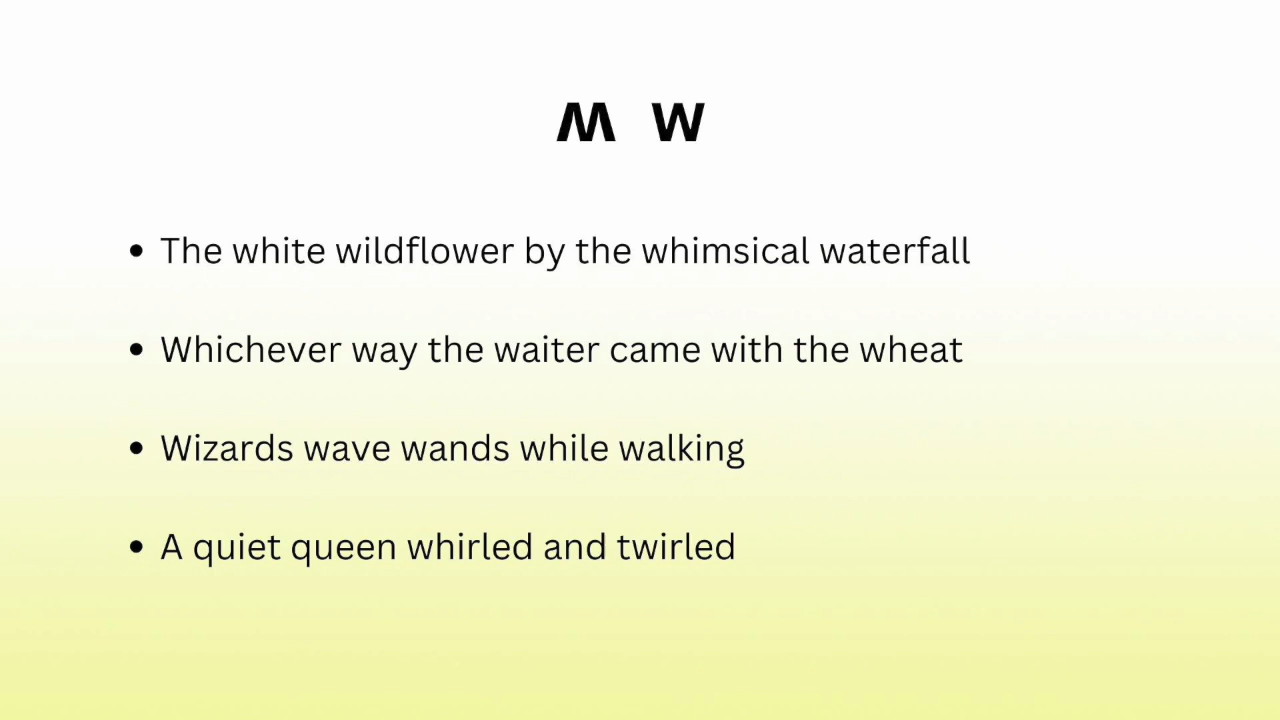 ʍ w
• The white wildflower by the whimsical waterfall
• Whichever way the waiter came with the wheat
• Wizards wave wands while walking
• A quiet queen whirled and twirled